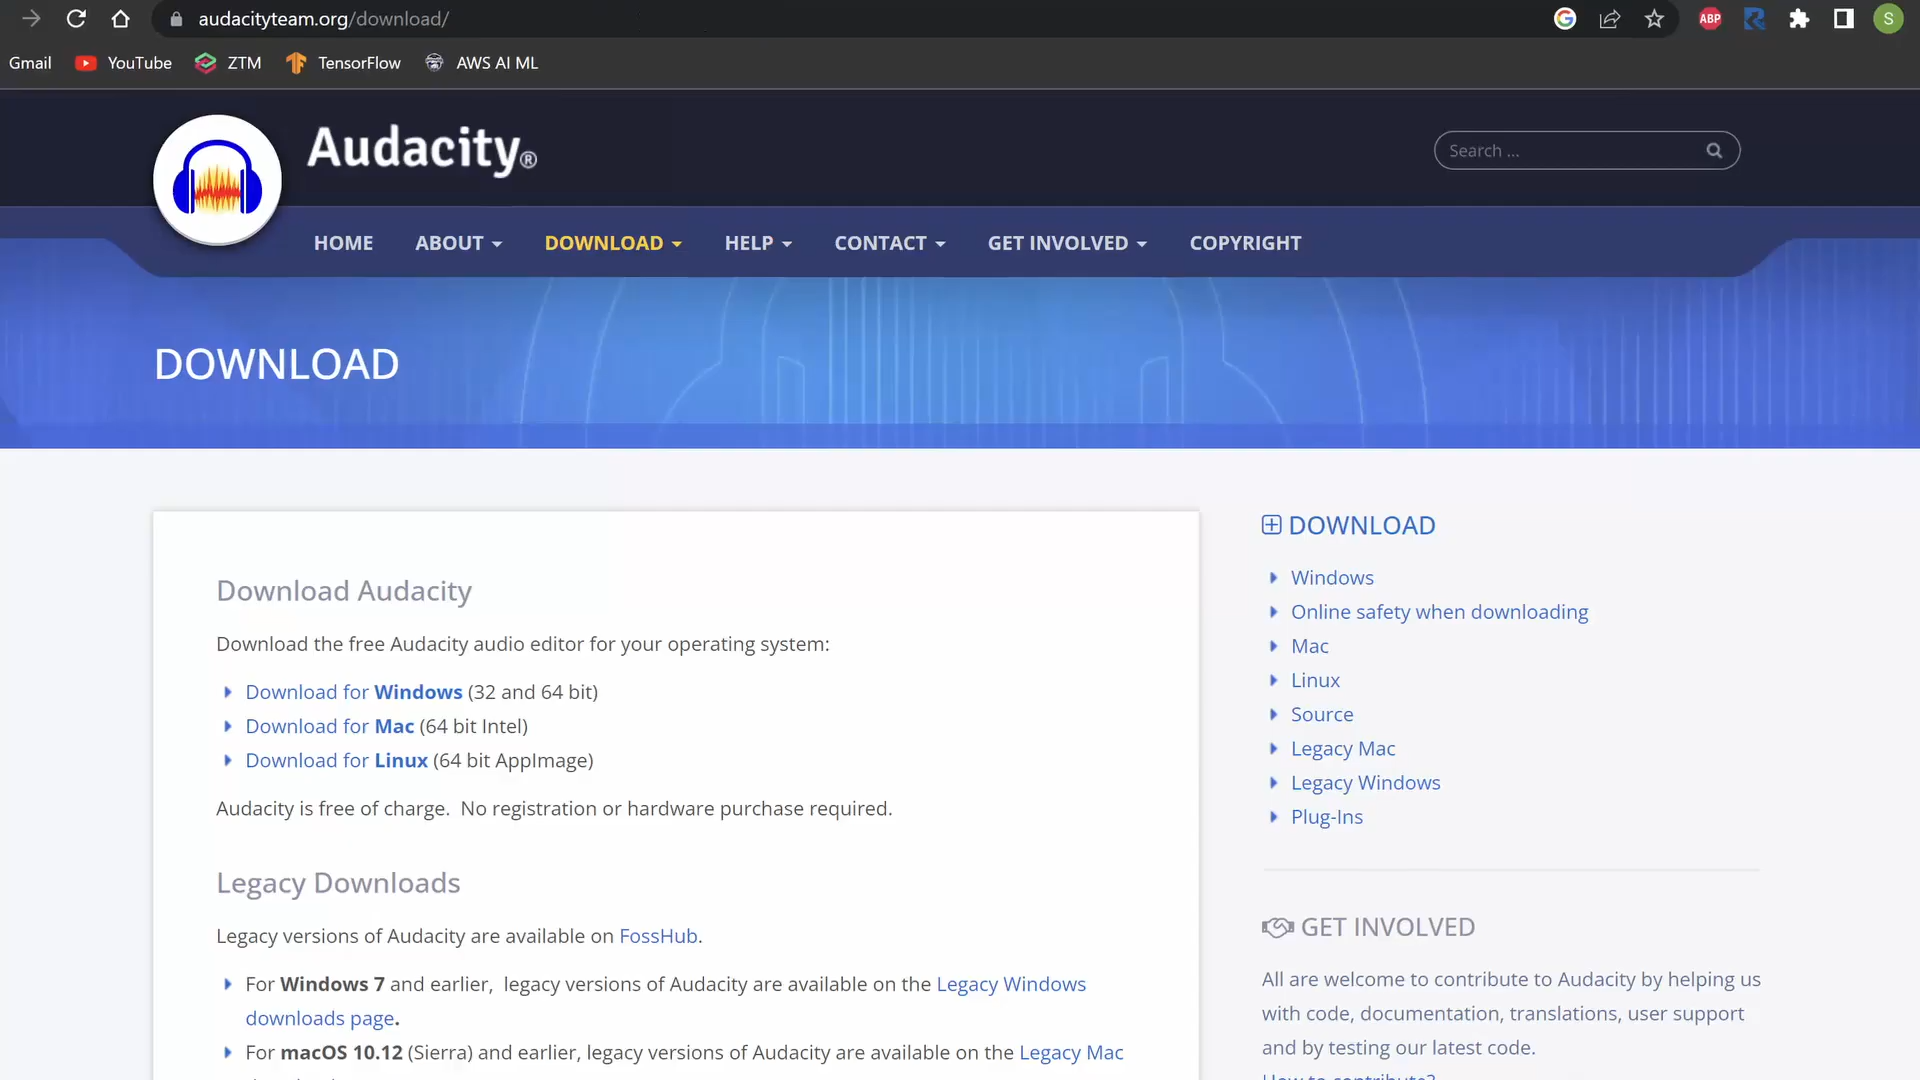 audacityteam.org/download/
ABP
S
Gmail
YouTube
ZTM
TensorFlow
AWS AI ML
Audacity®
Search ...
HOME
ABOUT
DOWNLOAD
HELP
CONTACT
GET INVOLVED
COPYRIGHT
DOWNLOAD
Download Audacity
Download the free Audacity audio editor for your operating system:
Download for Windows (32 and 64 bit)
Download for Mac (64 bit Intel)
Download for Linux (64 bit AppImage)
Audacity is free of charge.  No registration or hardware purchase required.
Legacy Downloads
Legacy versions of Audacity are available on FossHub.
For Windows 7 and earlier,  legacy versions of Audacity are available on the Legacy Windows
downloads page.
For macOS 10.12 (Sierra) and earlier, legacy versions of Audacity are available on the Legacy Mac
DOWNLOAD
Windows
Online safety when downloading
Mac
Linux
Source
Legacy Mac
Legacy Windows
Plug-Ins
GET INVOLVED
All are welcome to contribute to Audacity by helping us
with code, documentation, translations, user support
and by testing our latest code.
How to contribute?